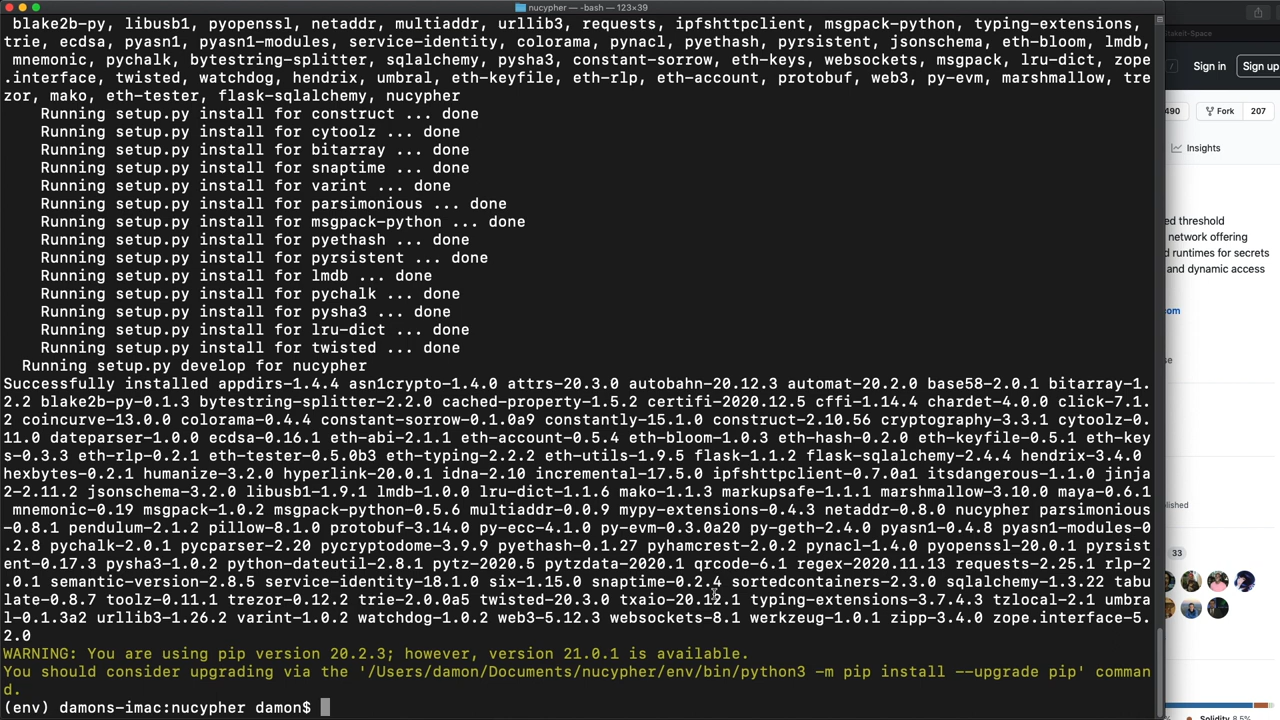 nucypher — -bash — 123×39
blake2b-py, libusb1, pyopenssl, netaddr, multiaddr, urllib3, requests, ipfshttpclient, msgpack-python, typing-extensions,
trie, ecdsa, pyasn1, pyasn1-modules, service-identity, colorama, pynacl, pyethash, pyrsistent, jsonschema, eth-bloom, lmdb,
mnemonic, pychalk, bytestring-splitter, sqlalchemy, pysha3, constant-sorrow, eth-keys, websockets, msgpack, lru-dict, zope
.interface, twisted, watchdog, hendrix, umbral, eth-keyfile, eth-rlp, eth-account, protobuf, web3, py-evm, marshmallow, tre
zor, mako, eth-tester, flask-sqlalchemy, nucypher
Running setup.py install for construct ... done
Running setup.py install for cytoolz ... done
Running setup.py install for bitarray ... done
Running setup.py install for snaptime ... done
Running setup.py install for varint ... done
Running setup.py install for parsimonious ... done
Running setup.py install for msgpack-python ... done
Running setup.py install for pyethash ... done
Running setup.py install for pyrsistent ... done
Running setup.py install for lmdb ... done
Running setup.py install for pychalk ... done
Running setup.py install for pysha3 ... done
Running setup.py install for lru-dict ... done
Running setup.py install for twisted ... done
Running setup.py develop for nucypher
Successfully installed appdirs-1.4.4 asn1crypto-1.4.0 attrs-20.3.0 autobahn-20.12.3 automat-20.2.0 base58-2.0.1 bitarray-1.
2.2 blake2b-py-0.1.3 bytestring-splitter-2.2.0 cached-property-1.5.2 certifi-2020.12.5 cffi-1.14.4 chardet-4.0.0 click-7.1.
2 coincurve-13.0.0 colorama-0.4.4 constant-sorrow-0.1.0a9 constantly-15.1.0 construct-2.10.56 cryptography-3.3.1 cytoolz-0.
11.0 dateparser-1.0.0 ecdsa-0.16.1 eth-abi-2.1.1 eth-account-0.5.4 eth-bloom-1.0.3 eth-hash-0.2.0 eth-keyfile-0.5.1 eth-key
s-0.3.3 eth-rlp-0.2.1 eth-tester-0.5.0b3 eth-typing-2.2.2 eth-utils-1.9.5 flask-1.1.2 flask-sqlalchemy-2.4.4 hendrix-3.4.0
hexbytes-0.2.1 humanize-3.2.0 hyperlink-20.0.1 idna-2.10 incremental-17.5.0 ipfshttpclient-0.7.0a1 itsdangerous-1.1.0 jinja
2-2.11.2 jsonschema-3.2.0 libusb1-1.9.1 lmdb-1.0.0 lru-dict-1.1.6 mako-1.1.3 markupsafe-1.1.1 marshmallow-3.10.0 maya-0.6.1
mnemonic-0.19 msgpack-1.0.2 msgpack-python-0.5.6 multiaddr-0.0.9 mypy-extensions-0.4.3 netaddr-0.8.0 nucypher parsimonious
-0.8.1 pendulum-2.1.2 pillow-8.1.0 protobuf-3.14.0 py-ecc-4.1.0 py-evm-0.3.0a20 py-geth-2.4.0 pyasn1-0.4.8 pyasn1-modules-0
.2.8 pychalk-2.0.1 pycparser-2.20 pycryptodome-3.9.9 pyethash-0.1.27 pyhamcrest-2.0.2 pynacl-1.4.0 pyopenssl-20.0.1 pyrsist
ent-0.17.3 pysha3-1.0.2 python-dateutil-2.8.1 pytz-2020.5 pytzdata-2020.1 qrcode-6.1 regex-2020.11.13 requests-2.25.1 rlp-2
.0.1 semantic-version-2.8.5 service-identity-18.1.0 six-1.15.0 snaptime-0.2.4 sortedcontainers-2.3.0 sqlalchemy-1.3.22 tabu
late-0.8.7 toolz-0.11.1 trezor-0.12.2 trie-2.0.0a5 twisted-20.3.0 txaio-20.12.1 typing-extensions-3.7.4.3 tzlocal-2.1 umbra
l-0.1.3a2 urllib3-1.26.2 varint-1.0.2 watchdog-1.0.2 web3-5.12.3 websockets-8.1 werkzeug-1.0.1 zipp-3.4.0 zope.interface-5.
2.0
WARNING: You are using pip version 20.2.3; however, version 21.0.1 is available.
You should consider upgrading via the '/Users/damon/Documents/nucypher/env/bin/python3 -m pip install --upgrade pip' comman
d.
(env) damons-imac:nucypher damon$
/ Sign in Sign up
490 Fork 207
Insights
ed threshold
network offering
d runtimes for secrets
and dynamic access
com
se
lished
33
Solidity 8.5%